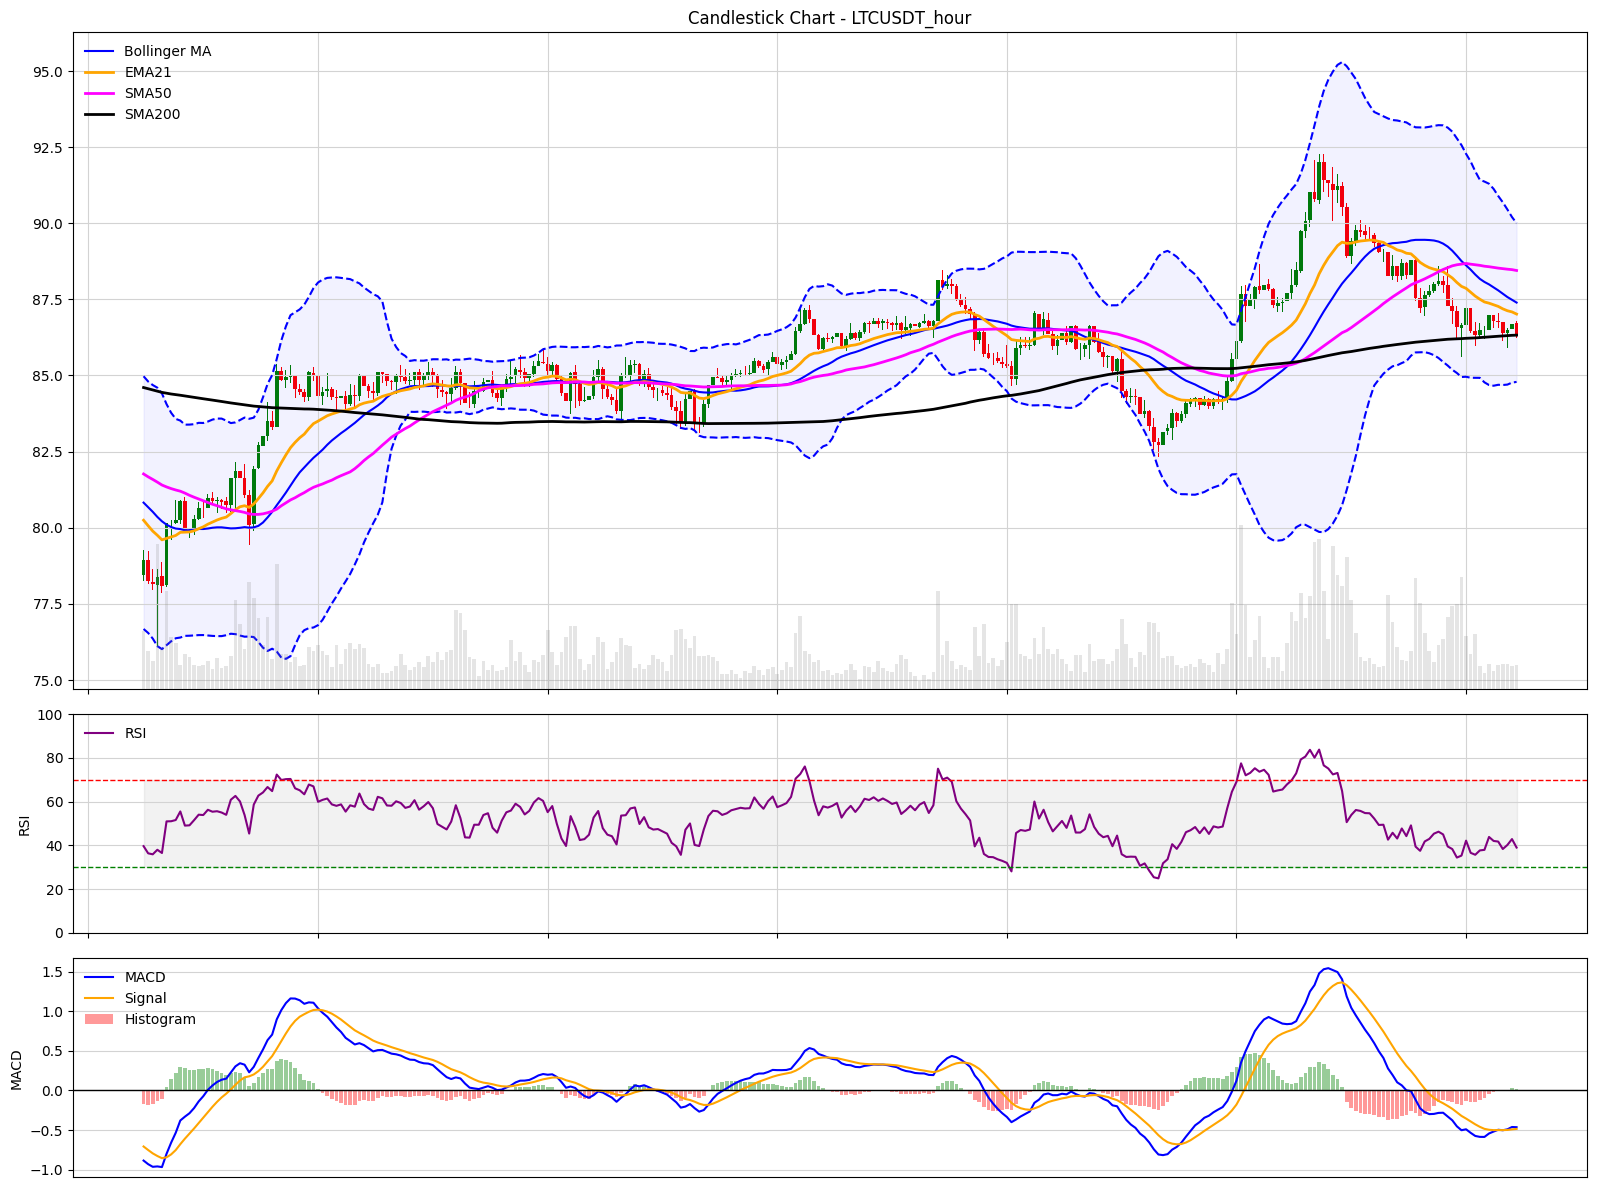 Candlestick Chart - LTCUSDT_hour
Bollinger MA
EMA21
SMA50
SMA200
95.0
92.5
90.0
87.5
85.0
82.5
80.0
77.5
75.0
RSI
100
80
60
40
20
0
RSI
MACD
Signal
Histogram
1.5
1.0
0.5
0.0
−0.5
−1.0
MACD